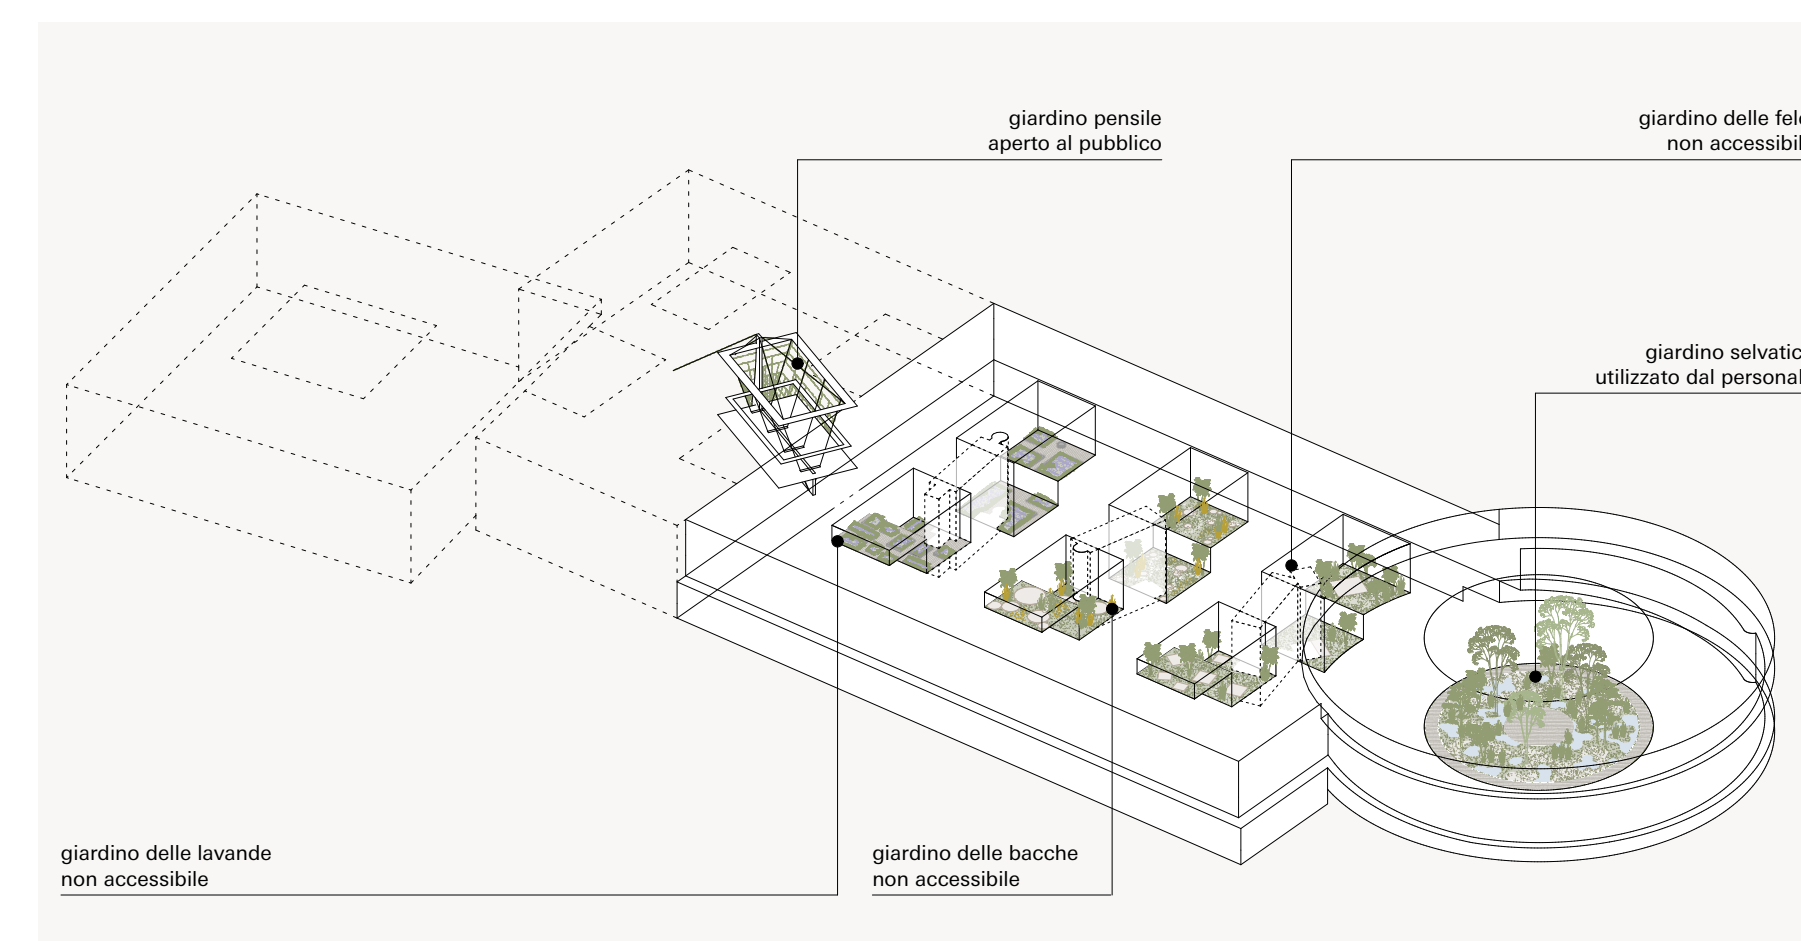 giardino pensile
aperto al pubblico
giardino delle
non accessibil
giardino selvatic
utilizzato dal personal
giardino delle lavande
non accessibile
giardino delle bacche
non accessibile